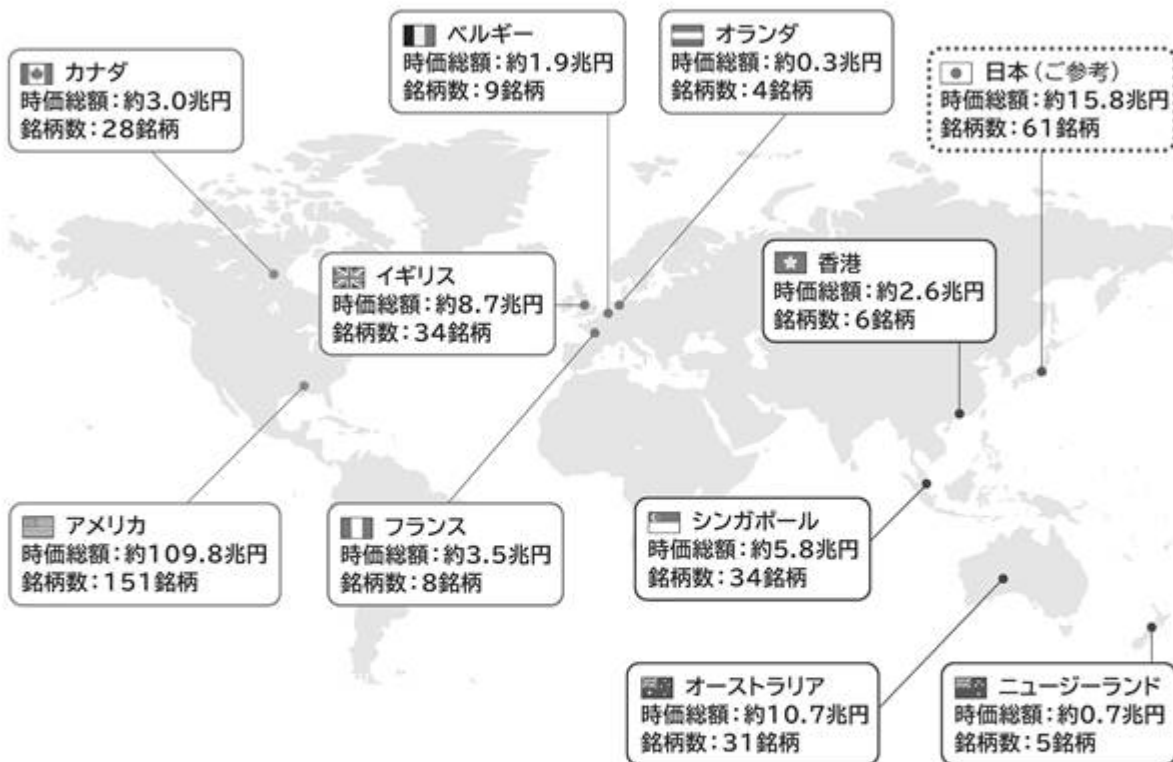 カナダ
時価総額：約3.0兆円
銘柄数：28銘柄
ベルギー
時価総額：約1.9兆円
銘柄数：9銘柄
オランダ
時価総額：約0.3兆円
銘柄数：4銘柄
日本（ご参考）
時価総額：約15.8兆円
銘柄数：61銘柄
イギリス
時価総額：約8.7兆円
銘柄数：34銘柄
香港
時価総額：約2.6兆円
銘柄数：6銘柄
アメリカ
時価総額：約109.8兆円
銘柄数：151銘柄
フランス
時価総額：約3.5兆円
銘柄数：8銘柄
シンガポール
時価総額：約5.8兆円
銘柄数：34銘柄
オーストラリア
時価総額：約10.7兆円
銘柄数：31銘柄
ニュージーランド
時価総額：約0.7兆円
銘柄数：5銘柄